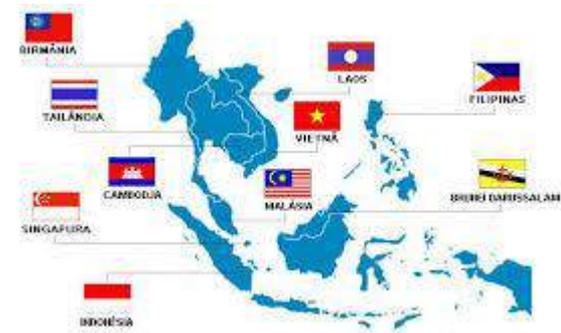 BIRMÂNIA
LAOS
FILIPINAS
TAILÂNDIA
VIETNÃ
CAMBODJA
MALÁSIA
BRUNEI DARUSSALAM
SINGAPURA
INDONÉSIA